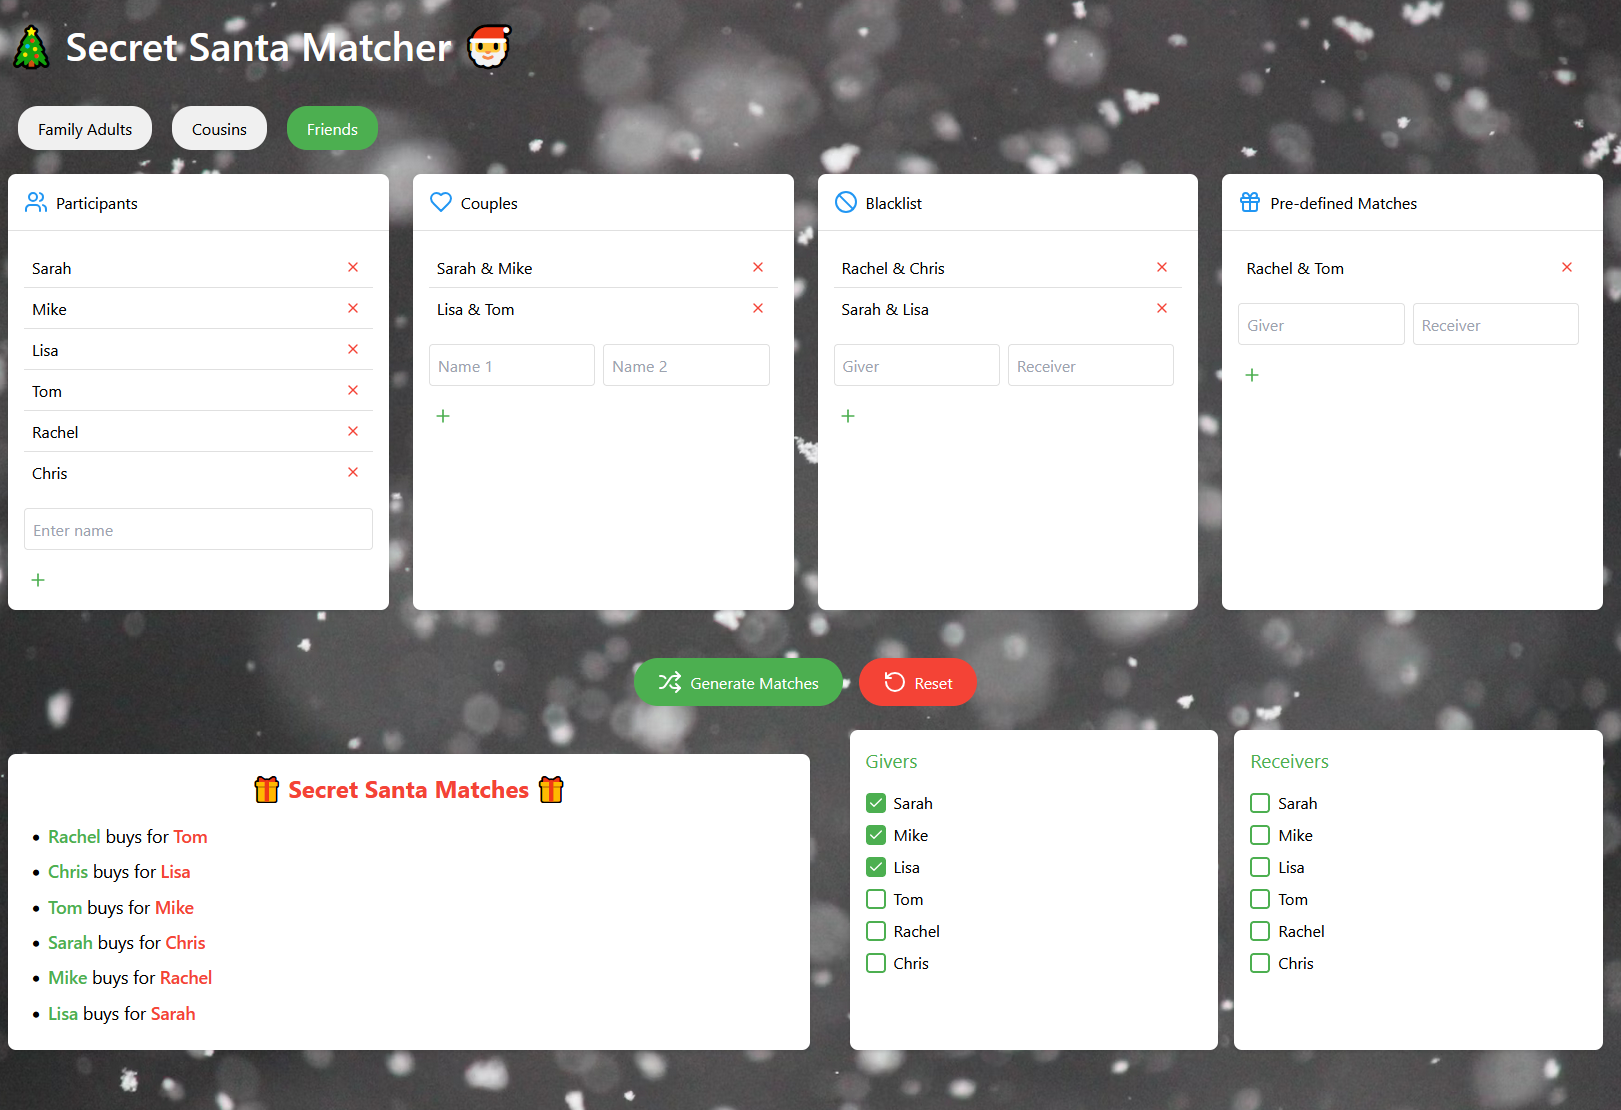 Secret Santa Matcher
Family Adults
Cousins
Friends
Participants
Sarah
Mike
Lisa
Tom
Rachel
Chris
Enter name
Couples
Sarah & Mike
Lisa & Tom
Name 1
Name 2
Blacklist
Rachel & Chris
Sarah & Lisa
Giver
Receiver
Pre-defined Matches
Rachel & Tom
Giver
Receiver
Generate Matches
Reset
Secret Santa Matches
Rachel buys for Tom
Chris buys for Lisa
Tom buys for Mike
Sarah buys for Chris
Mike buys for Rachel
Lisa buys for Sarah
Givers
Sarah
Mike
Lisa
Tom
Rachel
Chris
Receivers
Sarah
Mike
Lisa
Tom
Rachel
Chris